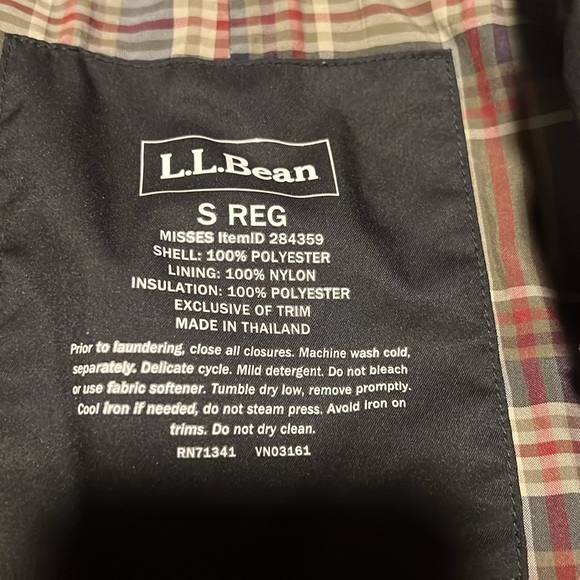 L.L.Bean
S REG
MISSES ItemID 284359
SHELL: 100% POLYESTER
LINING: 100% NYLON
INSULATION: 100% POLYESTER
EXCLUSIVE OF TRIM
MADE IN THAILAND
Prior to laundering, close all closures. Machine wash cold,
separately. Delicate cycle. Mild detergent. Do not bleach
or use fabric softener. Tumble dry low, remove promptly.
Cool iron if needed, do not steam press. Avoid iron on
trims. Do not dry clean.
RN71341 VN03161